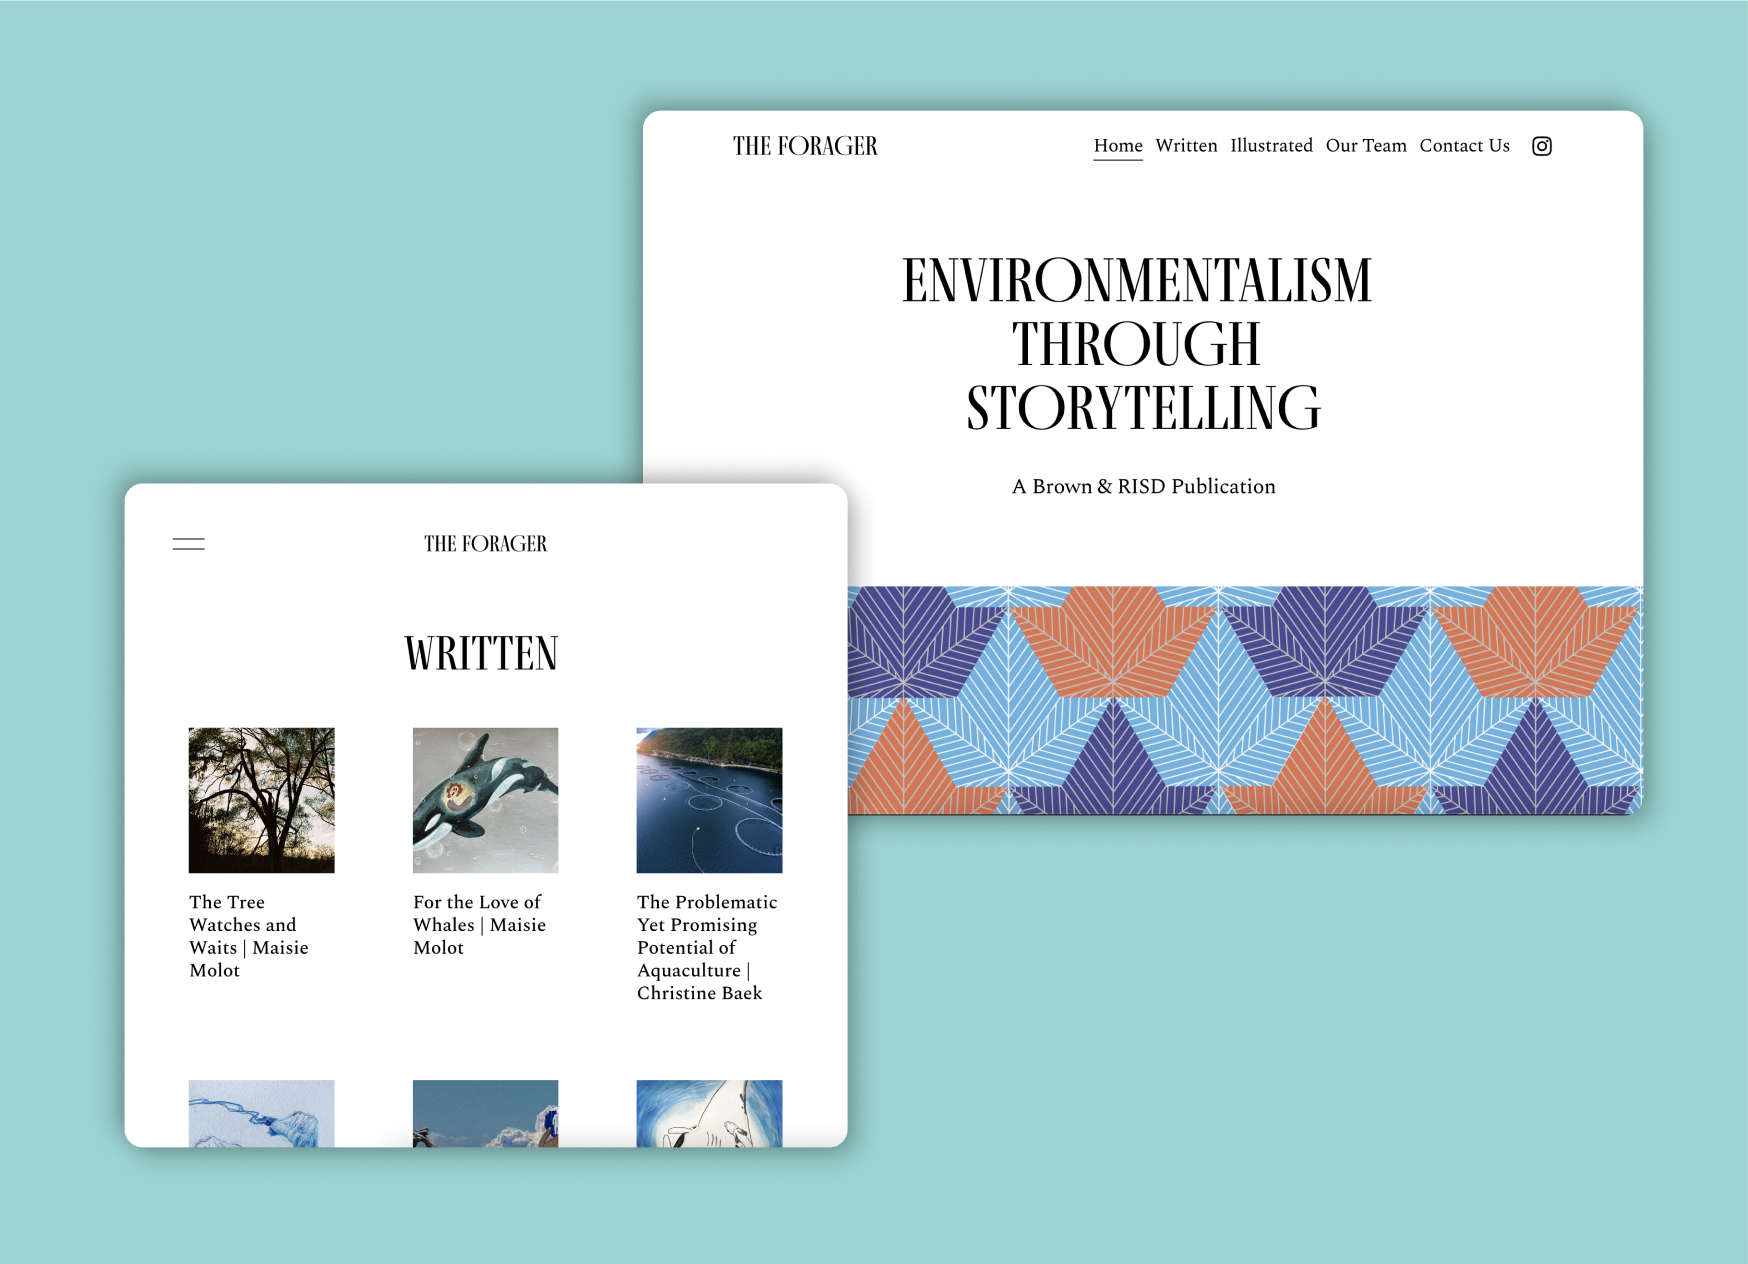 THE FORAGER
Home Written Illustrated Our Team Contact Us
ENVIRONMENTALISM
THROUGH
STORYTELLING
A Brown & RISD Publication
THE FORAGER
WRITTEN
The Tree
Watches and
Waits | Maisie
Molot
For the Love of
Whales | Maisie
Molot
The Problematic
Yet Promising
Potential of
Aquaculture |
Christine Baek